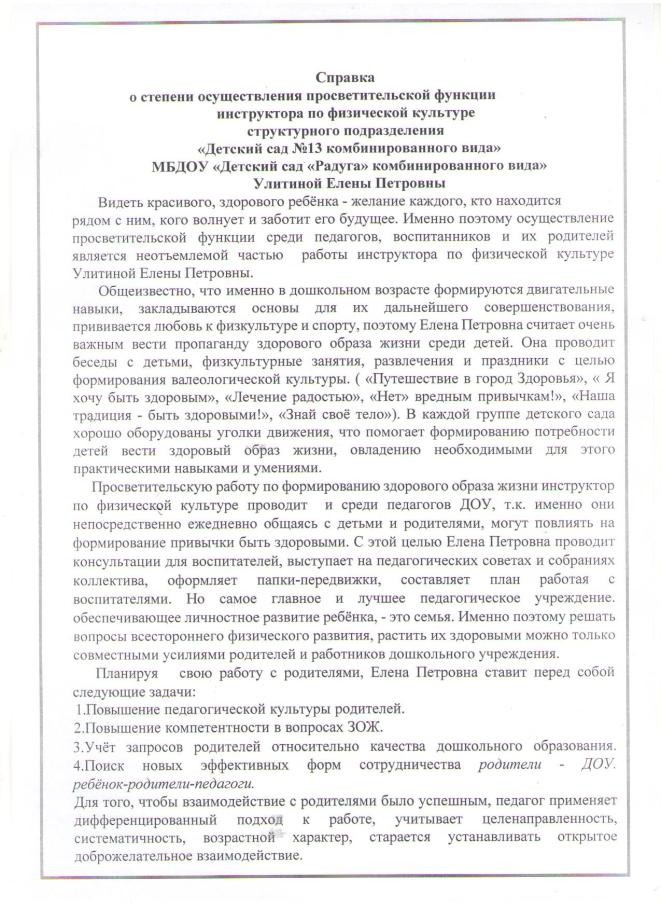 Справка
о степени осуществления просветительской функции
инструктора по физической культуре
структурного подразделения
«Детский сад №13 комбинированного вида»
МБДОУ «Детский сад «Радуга» комбинированного вида»
Улитиной Елены Петровны
Видеть красивого, здорового ребёнка - желание каждого, кто находится
рядом с ним, кого волнует и заботит его будущее. Именно поэтому осуществление
просветительской функции среди педагогов, воспитанников и их родителей
является неотъемлемой частью работы инструктора по физической культуре
Улитиной Елены Петровны.
Общеизвестно, что именно в дошкольном возрасте формируются двигательные
навыки, закладываются основы для их дальнейшего совершенствования,
прививается любовь к физкультуре и спорту, поэтому Елена Петровна считает очень
важным вести пропаганду здорового образа жизни среди детей. Она проводит
беседы с детьми, физкультурные занятия, развлечения и праздники с целью
формирования валеологической культуры. ( «Путешествие в город Здоровья», « Я
хочу быть здоровым», «Лечение радостью», «Нет» вредным привычкам!», «Наша
традиция - быть здоровыми!», «Знай своё тело»). В каждой группе детского сада
хорошо оборудованы уголки движения, что помогает формированию потребности
детей вести здоровый образ жизни, овладению необходимыми для этого
практическими навыками и умениями.
Просветительскую работу по формированию здорового образа жизни инструктор
по физической культуре проводит и среди педагогов ДОУ, т.к. именно они
непосредственно ежедневно общаясь с детьми и родителями, могут повлиять на
формирование привычки быть здоровыми. С этой целью Елена Петровна проводит
консультации для воспитателей, выступает на педагогических советах и собраниях
коллектива, оформляет папки-передвижки, составляет план работая с
воспитателями. Но самое главное и лучшее педагогическое учреждение.
обеспечивающее личностное развитие ребёнка, - это семья. Именно поэтому решать
вопросы всестороннего физического развития, растить их здоровыми можно только
совместными усилиями родителей и работников дошкольного учреждения.
Планируя свою работу с родителями, Елена Петровна ставит перед собой
следующие задачи:
1.Повышение педагогической культуры родителей.
2.Повышение компетентности в вопросах ЗОЖ.
3.Учёт запросов родителей относительно качества дошкольного образования.
4.Поиск новых эффективных форм сотрудничества родители - ДОУ.
ребёнок-родители-педагоги.
Для того, чтобы взаимодействие с родителями было успешным, педагог применяет
дифференцированный подход к работе, учитывает целенаправленность,
систематичность, возрастной характер, старается устанавливать открытое
доброжелательное взаимодействие.